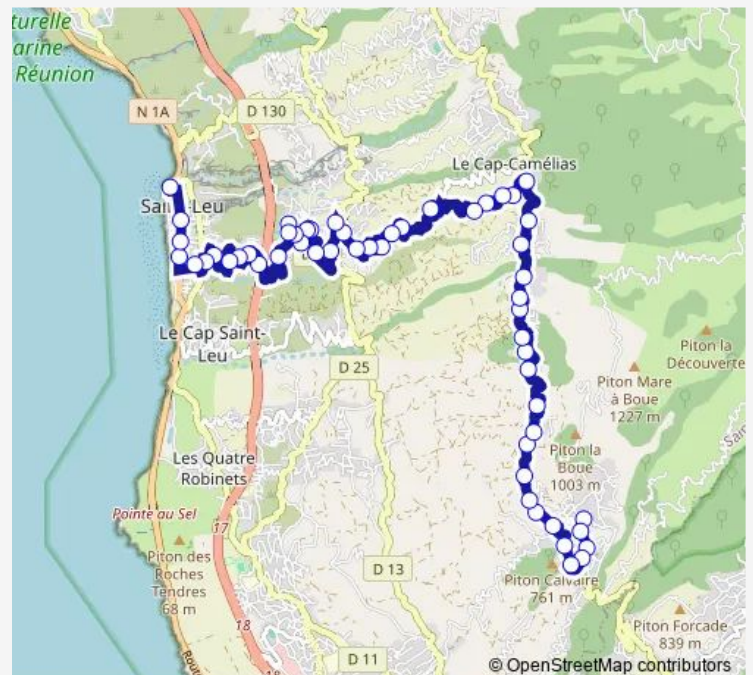 turelle
arine
Réunion
N 1A
D 130
Le Cap-Camélias
Sain
-Leu
Le Cap Saint-
Leu
D 25
Piton la
Découverte
Piton Mare
à Boue
1227 m
Piton la
Boue
1003 m
Les Quatre
Robinets
Pointe au Sel
17
Piton des
Roches
Tendres
68 m
D 13
Piton Calvaire
761 m
Piton Forcade
839 m
18
D 11
© OpenStreetMap contributors